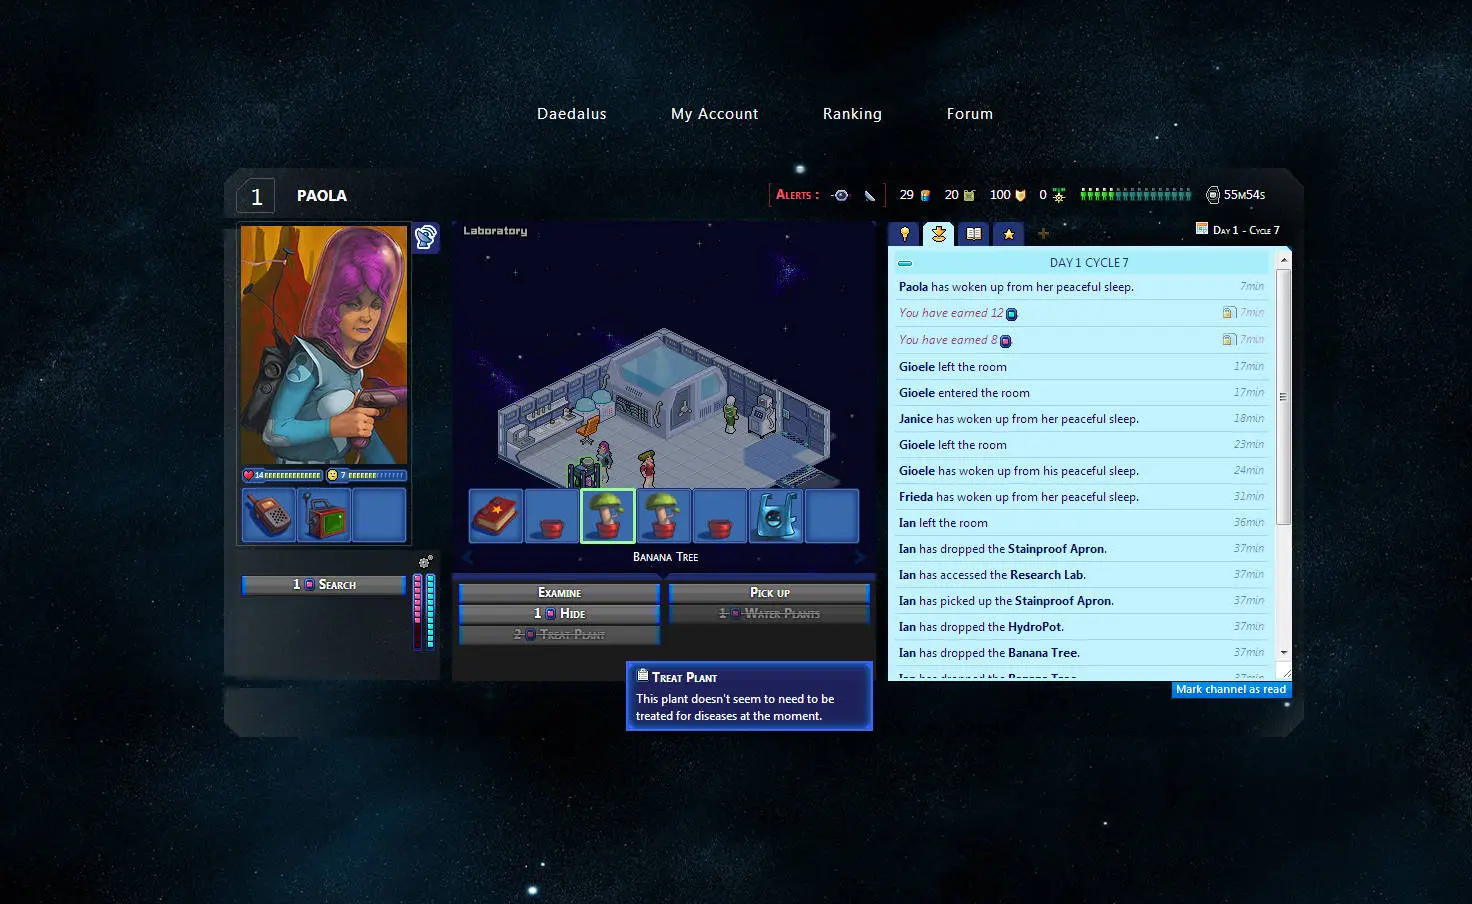 Daedalus My Account Ranking Forum
1 PAOLA
ALERTS : 29 20 100 0 55M54S
Laboratory
DAY 1 - CYCLE 7
14 7
1 SEARCH
BANANA TREE
EXAMINE PICK UP
1 HIDE 1 WATER PLANTS
2 TREAT PLANT
TREAT PLANT
This plant doesn't seem to need to be
treated for diseases at the moment.
DAY 1 CYCLE 7
Paola has woken up from her peaceful sleep. 7min
You have earned 12 7min
You have earned 8 7min
Gioele left the room 17min
Gioele entered the room 17min
Janice has woken up from her peaceful sleep. 18min
Gioele left the room 23min
Gioele has woken up from his peaceful sleep. 24min
Frieda has woken up from her peaceful sleep. 31min
Ian left the room 36min
Ian has dropped the Stainproof Apron. 37min
Ian has accessed the Research Lab. 37min
Ian has picked up the Stainproof Apron. 37min
Ian has dropped the HydroPot. 37min
Ian has dropped the Banana Tree. 37min
Ian has dropped the Banana Tree. 37min
Mark channel as read